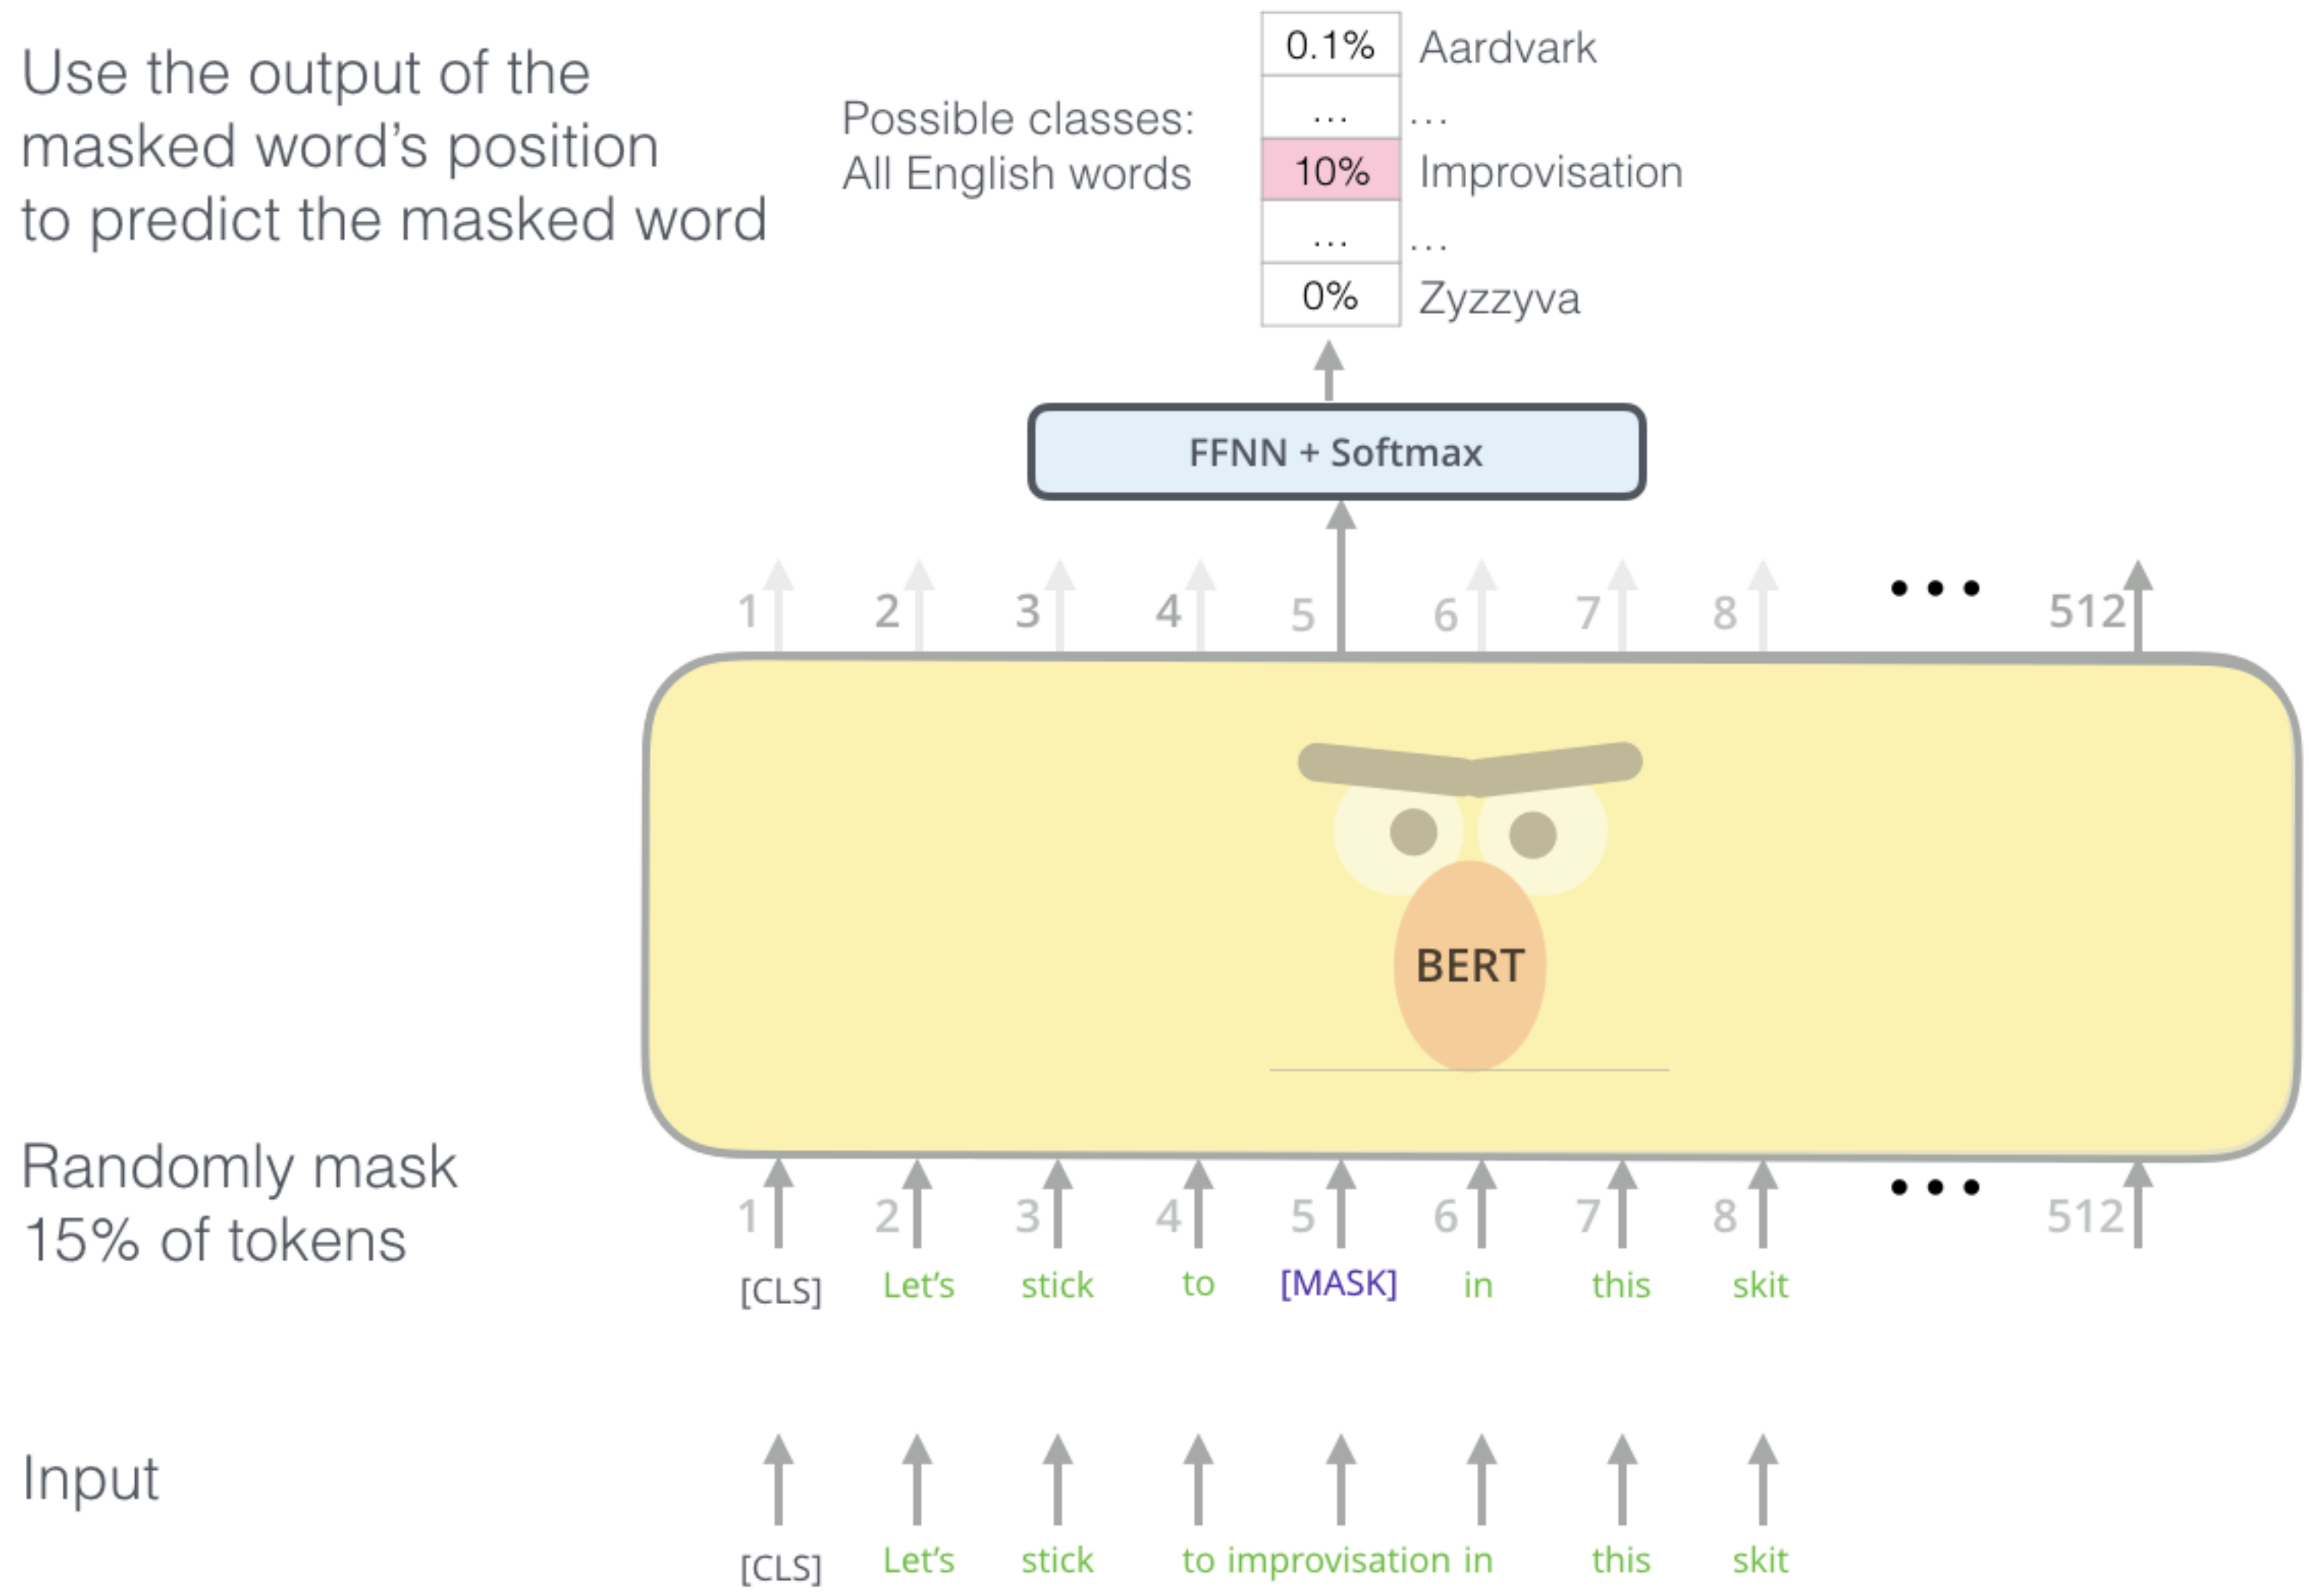 Use the output of the
masked word’s position
to predict the masked word
Possible classes:
All English words
0.1% Aardvark
... ...
10% Improvisation
... ...
0% Zyzzyva
FFNN + Softmax
1 2 3 4 5 6 7 8 ••• 512
BERT
Randomly mask
15% of tokens
1 2 3 4 5 6 7 8 ••• 512
[CLS] Let’s stick to [MASK] in this skit
Input
[CLS] Let’s stick to improvisation in this skit